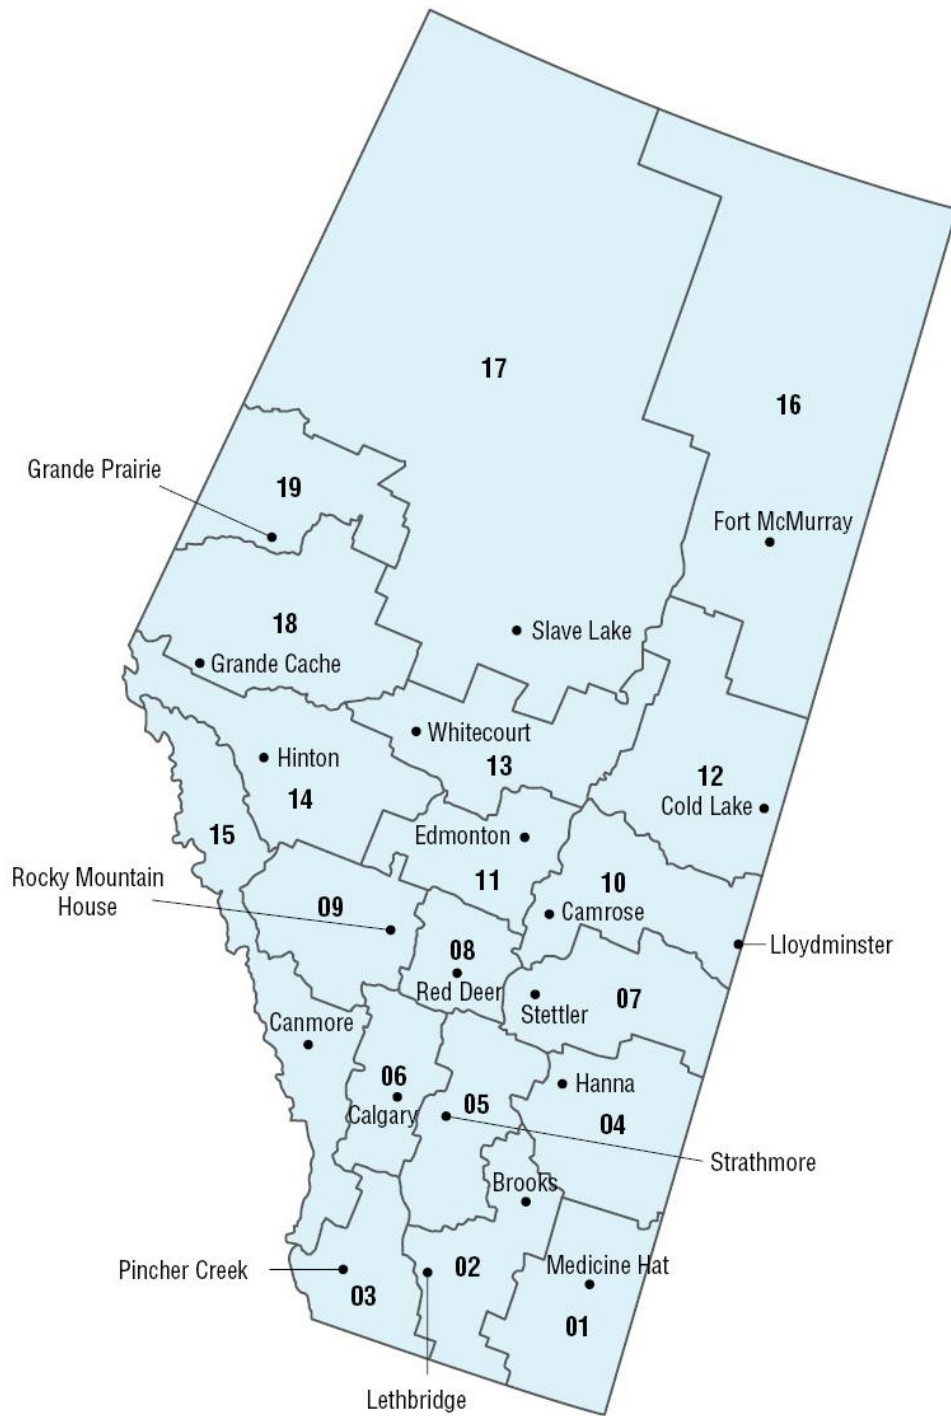 17
16
Grande Prairie
19
Fort McMurray
18
Slave Lake
Grande Cache
Whitecourt
Hinton
13
12
14
Cold Lake
15
Edmonton
Rocky Mountain
House
11
10
09
Camrose
08
Lloydminster
Red Deer
07
Stettler
Canmore
06
Hanna
05
Calgary
04
Strathmore
Brooks
Pincher Creek
02
Medicine Hat
03
01
Lethbridge